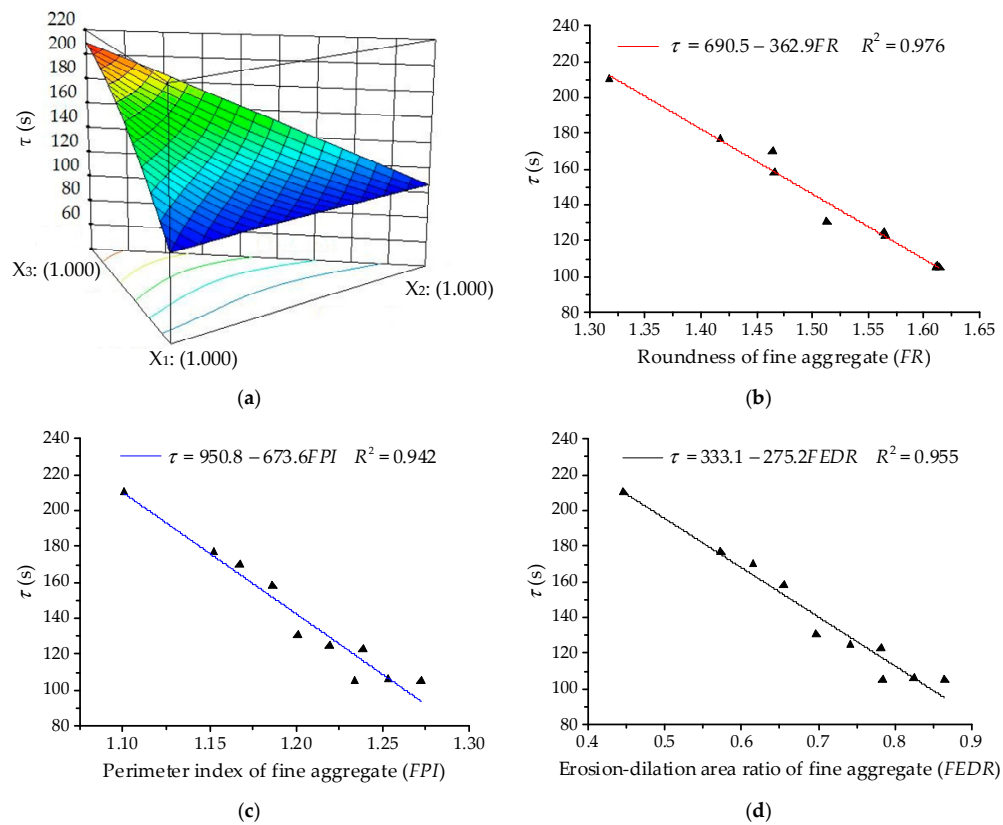 220
200
180
160
140
120
100
80
60
τ (s)
X3: (1.000)
X2: (1.000)
X1: (1.000)
(a)
τ = 690.5 – 362.9FR R² = 0.976
240
220
200
180
160
140
120
100
80
τ (s)
1.30 1.35 1.40 1.45 1.50 1.55 1.60 1.65
Roundness of fine aggregate (FR)
(b)
τ = 950.8 – 673.6FPI R² = 0.942
240
220
200
180
160
140
120
100
80
τ (s)
1.10 1.15 1.20 1.25 1.30
Perimeter index of fine aggregate (FPI)
(c)
τ = 333.1 – 275.2FEDR R² = 0.955
240
220
200
180
160
140
120
100
80
τ (s)
0.4 0.5 0.6 0.7 0.8 0.9
Erosion-dilation area ratio of fine aggregate (FEDR)
(d)